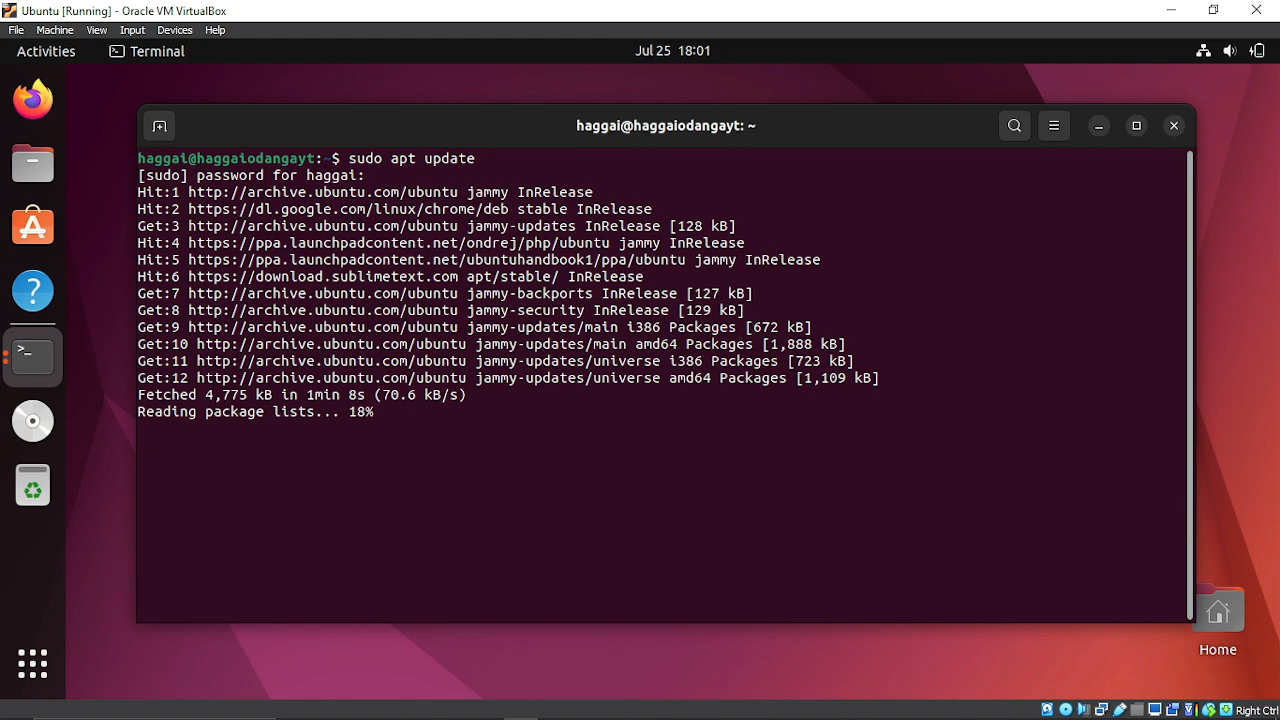 Ubuntu [Running] - Oracle VM VirtualBox
File Machine View Input Devices Help
Activities Terminal Jul 25 18:01
haggai@haggaiodangayt: ~
haggai@haggaiodangayt:~$ sudo apt update
[sudo] password for haggai:
Hit:1 http://archive.ubuntu.com/ubuntu jammy InRelease
Hit:2 https://dl.google.com/linux/chrome/deb stable InRelease
Get:3 http://archive.ubuntu.com/ubuntu jammy-updates InRelease [128 kB]
Hit:4 https://ppa.launchpadcontent.net/ondrej/php/ubuntu jammy InRelease
Hit:5 https://ppa.launchpadcontent.net/ubuntuhandbook1/ppa/ubuntu jammy InRelease
Hit:6 https://download.sublimetext.com apt/stable/ InRelease
Get:7 http://archive.ubuntu.com/ubuntu jammy-backports InRelease [127 kB]
Get:8 http://archive.ubuntu.com/ubuntu jammy-security InRelease [129 kB]
Get:9 http://archive.ubuntu.com/ubuntu jammy-updates/main i386 Packages [672 kB]
Get:10 http://archive.ubuntu.com/ubuntu jammy-updates/main amd64 Packages [1,888 kB]
Get:11 http://archive.ubuntu.com/ubuntu jammy-updates/universe i386 Packages [723 kB]
Get:12 http://archive.ubuntu.com/ubuntu jammy-updates/universe amd64 Packages [1,109 kB]
Fetched 4,775 kB in 1min 8s (70.6 kB/s)
Reading package lists... 18%
Home
Right Ctrl